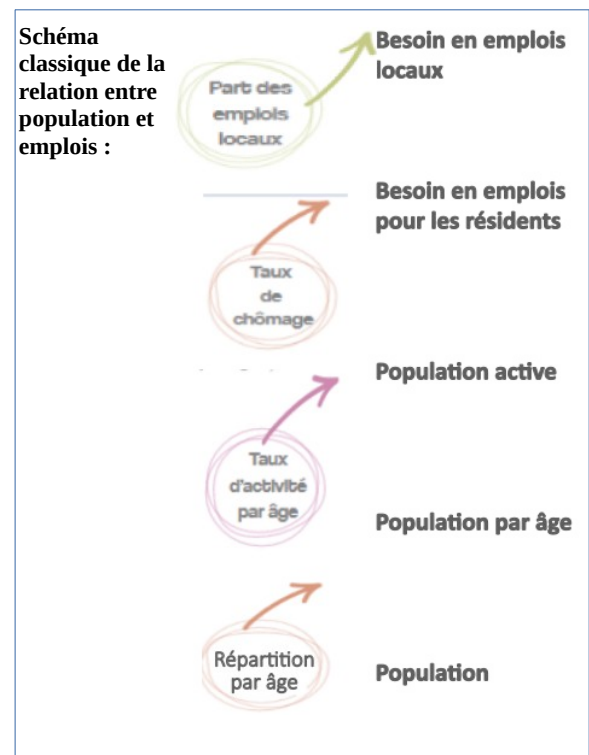 Schéma
classique de la
relation entre
population et
emplois :
Part des
emplois
locaux
Besoin en emplois
locaux
Besoin en emplois
pour les résidents
Taux
de
chômage
Population active
Taux
d'activité
par âge
Population par âge
Répartition
par âge
Population